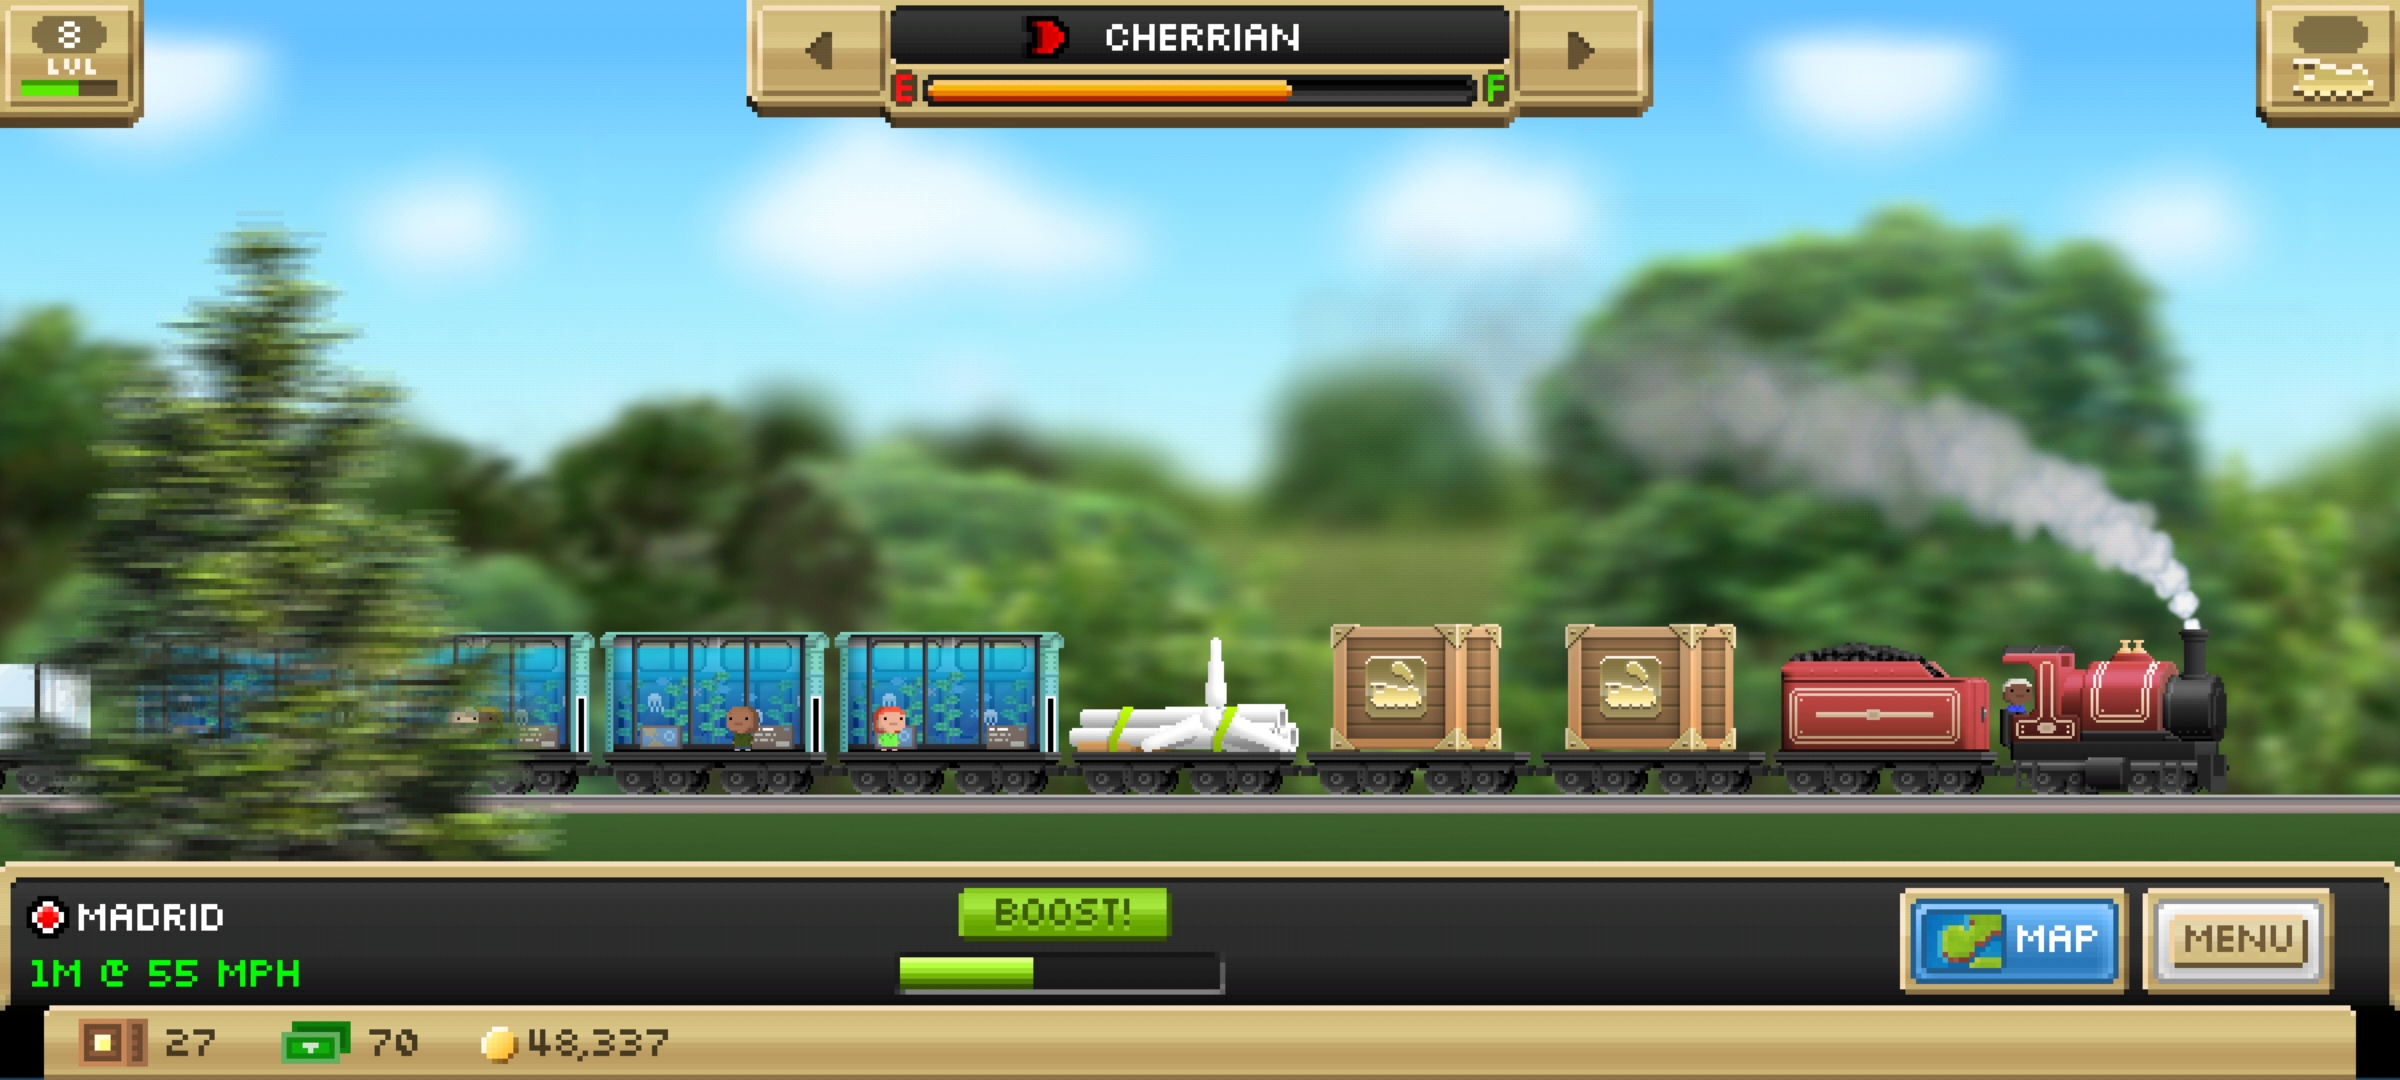 8
LVL
CHERRIAN
E F
MADRID
1M @ 55 MPH
BOOST!
MAP
MENU
27 70 48,337